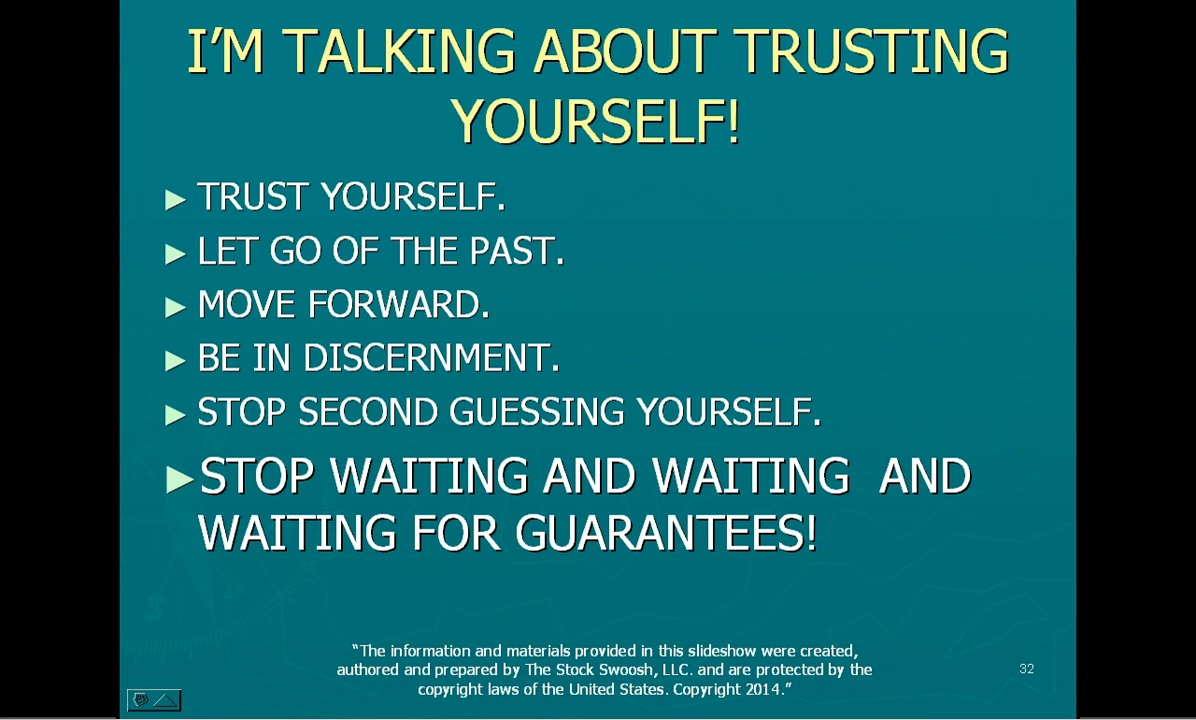 I'M TALKING ABOUT TRUSTING
YOURSELF!
► TRUST YOURSELF.
► LET GO OF THE PAST.
► MOVE FORWARD.
► BE IN DISCERNMENT.
► STOP SECOND GUESSING YOURSELF.
►STOP WAITING AND WAITING  AND
WAITING FOR GUARANTEES!
“The information and materials provided in this slideshow were created,
authored and prepared by The Stock Swoosh, LLC. and are protected by the
copyright laws of the United States. Copyright 2014.”
32